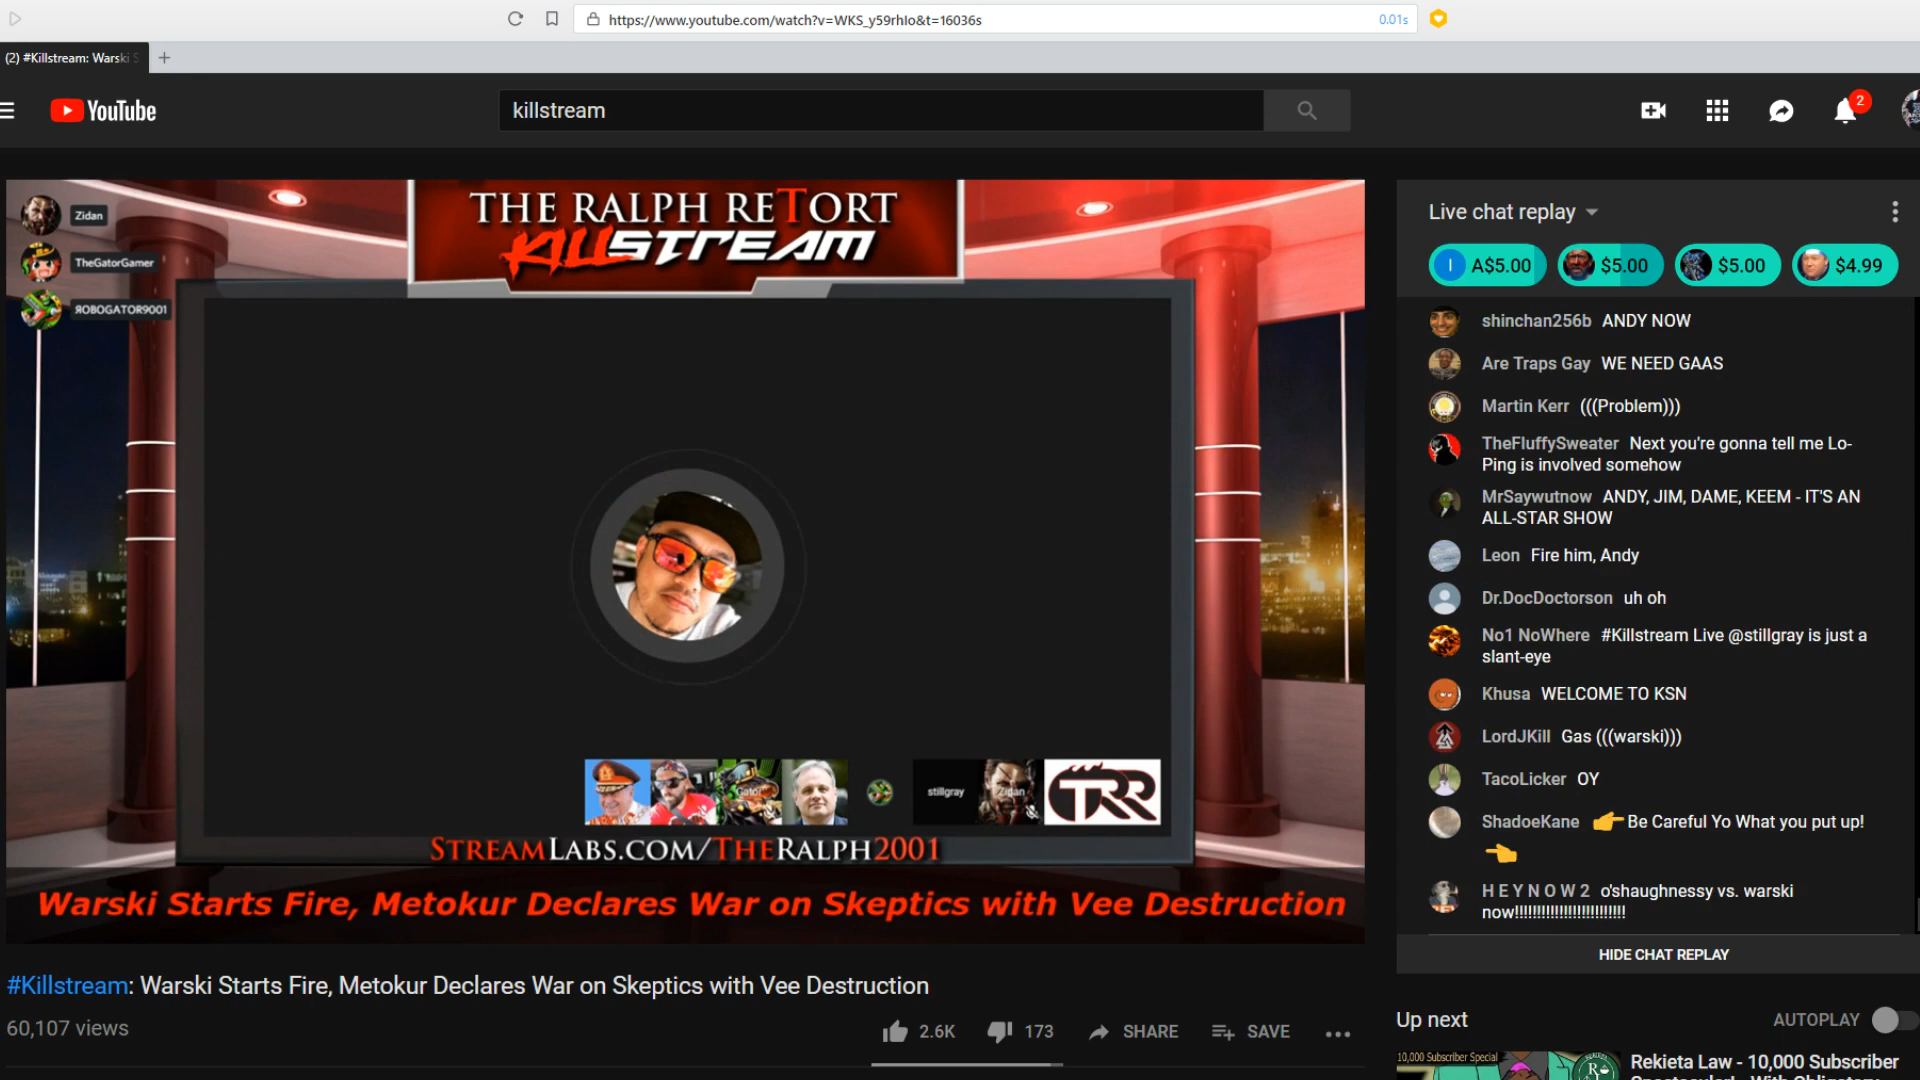 https://www.youtube.com/watch?v=WKS_y59rhIo&t=16036s
0.01s
(2) #Killstream: Warski S
YouTube
killstream
2
THE RALPH RETORT
KILLSTREAM
Zidan
TheGatorGamer
ЯOBOGATOR9001
Gator
stillgray
Zidan
TRR
STREAMLABS.COM/THERALPH2001
Warski Starts Fire, Metokur Declares War on Skeptics with Vee Destruction
#Killstream: Warski Starts Fire, Metokur Declares War on Skeptics with Vee Destruction
60,107 views
2.6K
173
SHARE
SAVE
Live chat replay
I A$5.00
$5.00
$5.00
$4.99
shinchan256b ANDY NOW
Are Traps Gay WE NEED GAAS
Martin Kerr (((Problem)))
TheFluffySweater Next you're gonna tell me Lo-
Ping is involved somehow
MrSaywutnow ANDY, JIM, DAME, KEEM - IT'S AN
ALL-STAR SHOW
Leon Fire him, Andy
Dr.DocDoctorson uh oh
No1 NoWhere #Killstream Live @stillgray is just a
slant-eye
Khusa WELCOME TO KSN
LordJKill Gas (((warski)))
TacoLicker OY
ShadoeKane 👉Be Careful Yo What you put up!
👈
H E Y N O W 2 o'shaughnessy vs. warski
now!!!!!!!!!!!!!!!!!!!!!!!!
HIDE CHAT REPLAY
Up next
AUTOPLAY
10,000 Subscriber Special
Rekieta Law - 10,000 Subscriber